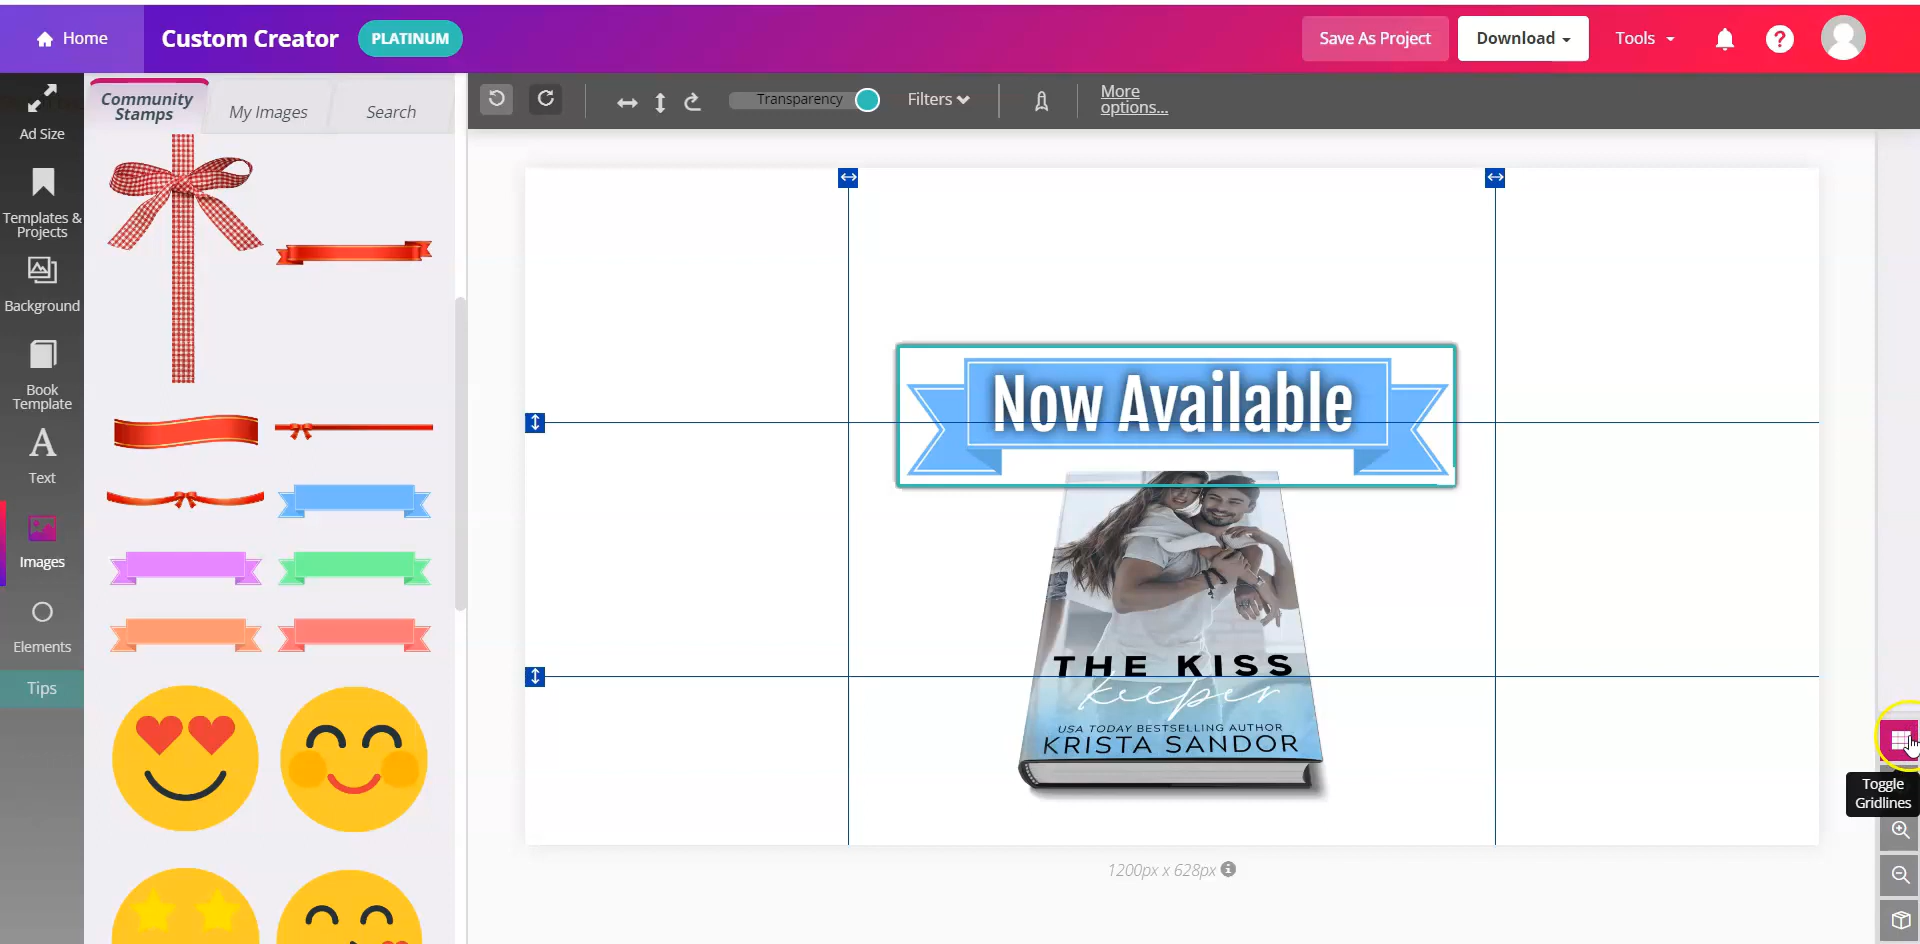 Home
Custom Creator
PLATINUM
Save As Project
Download
Tools
?
Ad Size
Templates &
Projects
Background
Book
Template
A
Text
Images
Elements
Tips
Community
Stamps
My Images
Search
Transparency
Filters
More
options...
Now Available
THE KISS
keeper
USA TODAY BESTSELLING AUTHOR
KRISTA SANDOR
1200px x 628px
Toggle
Gridlines